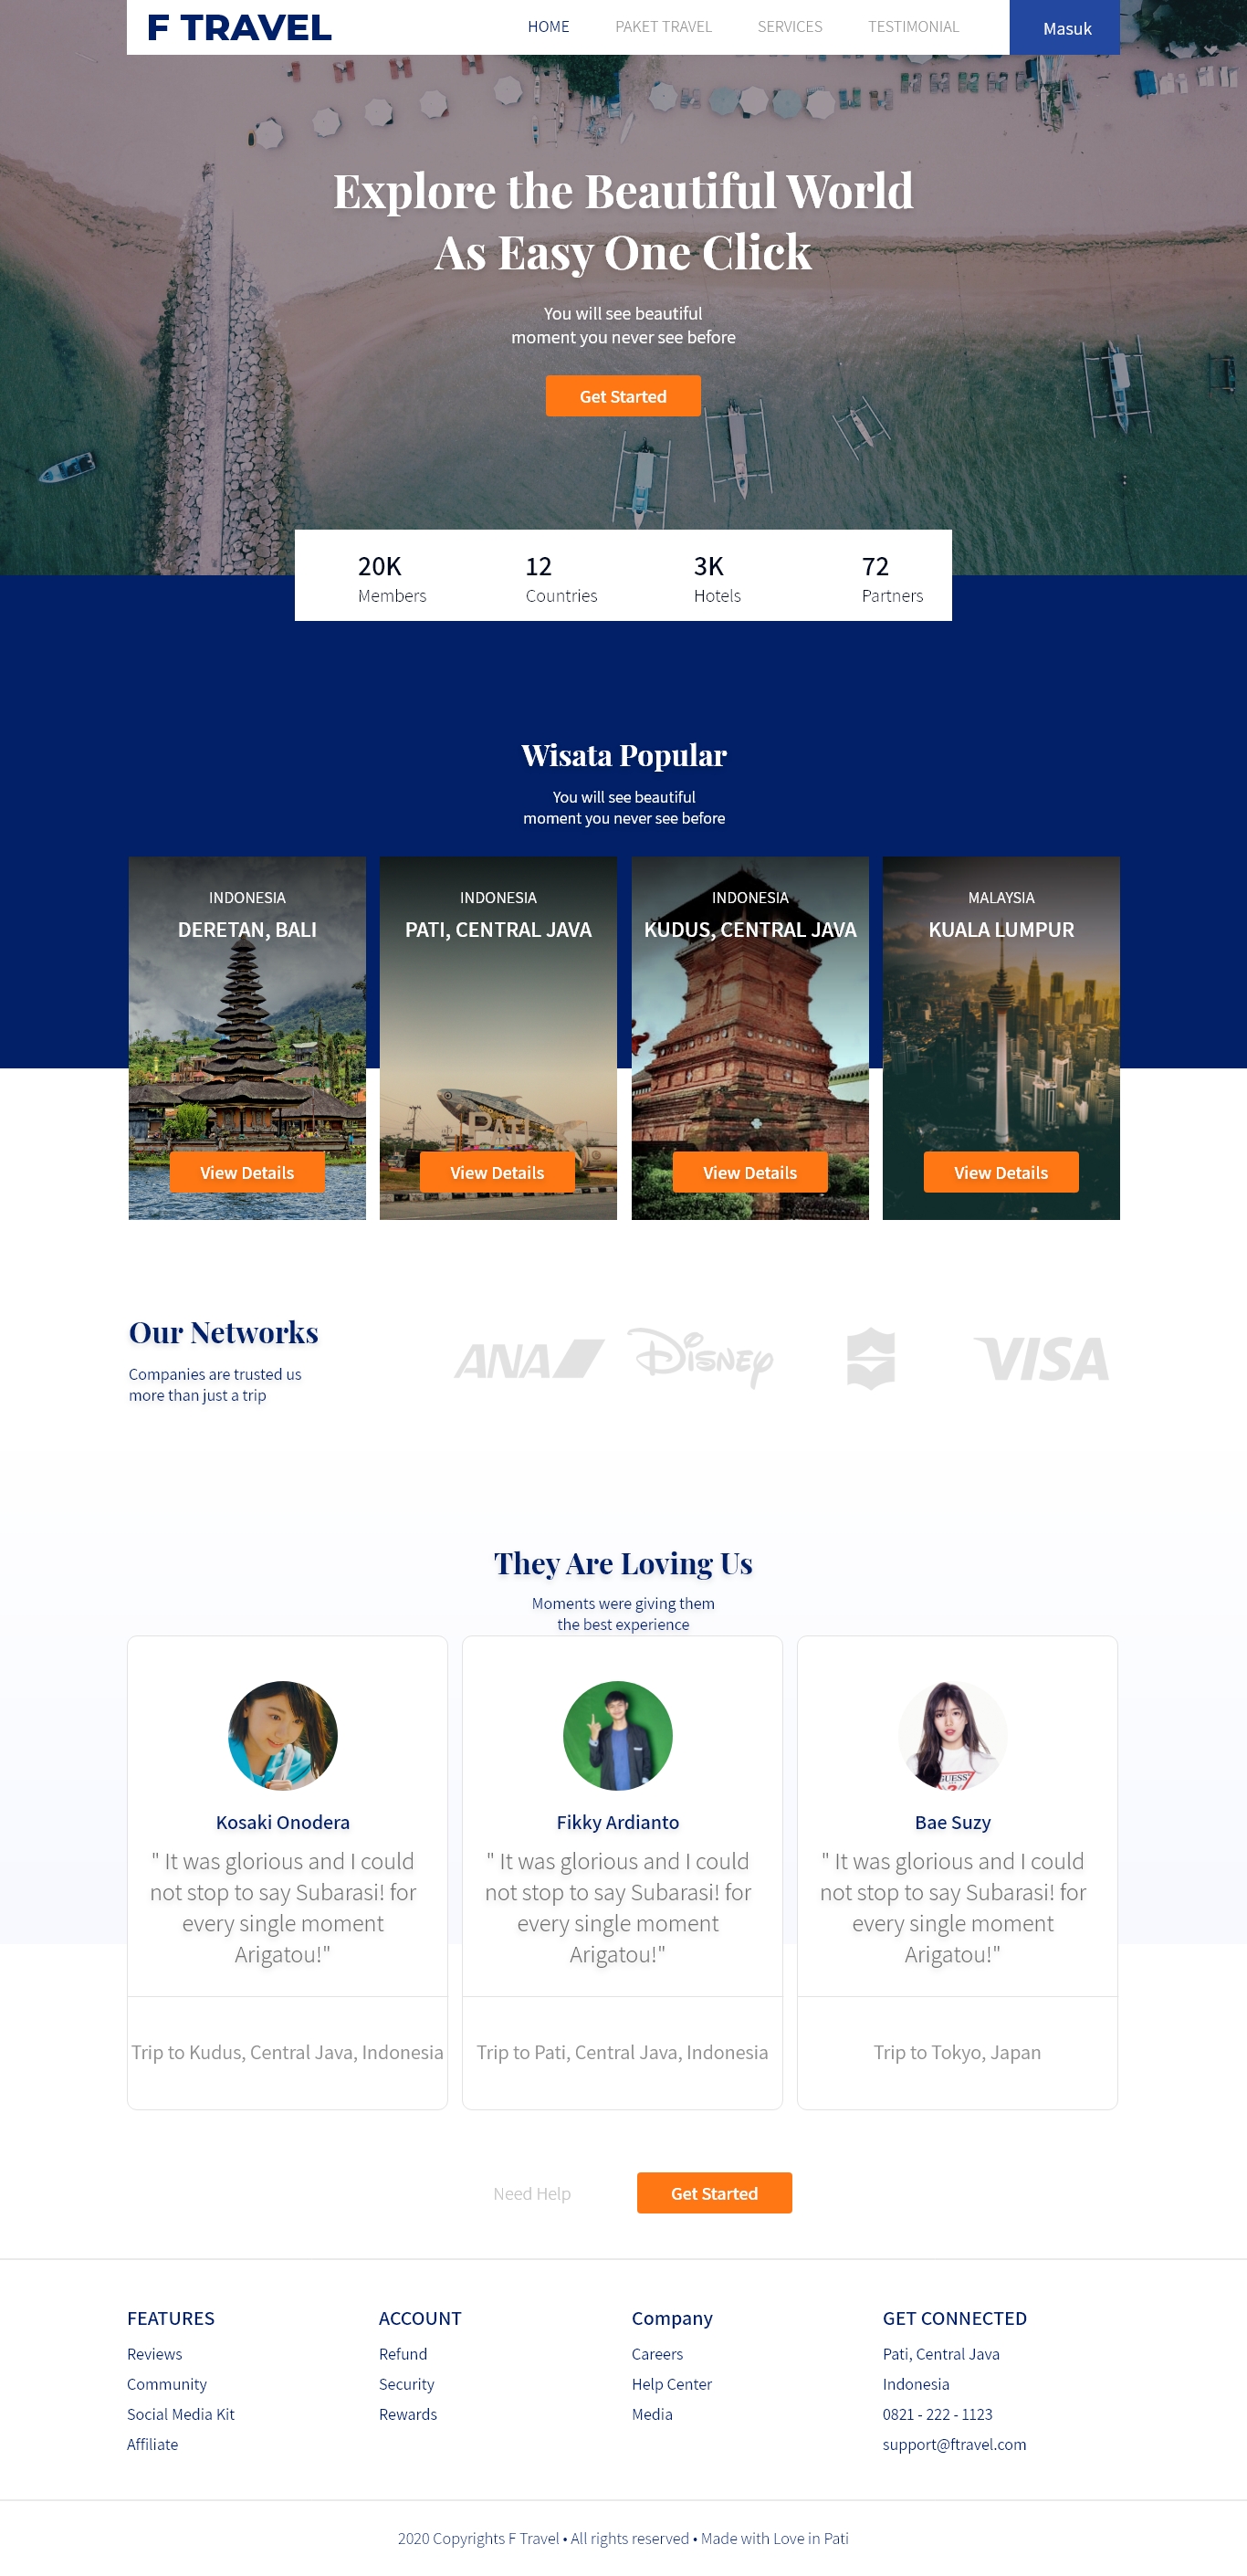 F TRAVEL
HOME
PAKET TRAVEL
SERVICES
TESTIMONIAL
Masuk
Explore the Beautiful World
As Easy One Click
You will see beautiful
moment you never see before
Get Started
20K
Members
12
Countries
3K
Hotels
72
Partners
Wisata Popular
You will see beautiful
moment you never see before
INDONESIA
DERETAN, BALI
View Details
INDONESIA
PATI, CENTRAL JAVA
PATI
View Details
INDONESIA
KUDUS, CENTRAL JAVA
View Details
MALAYSIA
KUALA LUMPUR
View Details
Our Networks
Companies are trusted us
more than just a trip
ANA
Disney
VISA
They Are Loving Us
Moments were giving them
the best experience
Kosaki Onodera
" It was glorious and I could
not stop to say Subarasi! for
every single moment
Arigatou!"
Trip to Kudus, Central Java, Indonesia
Fikky Ardianto
" It was glorious and I could
not stop to say Subarasi! for
every single moment
Arigatou!"
Trip to Pati, Central Java, Indonesia
GUESS
Bae Suzy
" It was glorious and I could
not stop to say Subarasi! for
every single moment
Arigatou!"
Trip to Tokyo, Japan
Need Help
Get Started
FEATURES
Reviews
Community
Social Media Kit
Affiliate
ACCOUNT
Refund
Security
Rewards
Company
Careers
Help Center
Media
GET CONNECTED
Pati, Central Java
Indonesia
0821 - 222 - 1123
support@ftravel.com
2020 Copyrights F Travel • All rights reserved • Made with Love in Pati